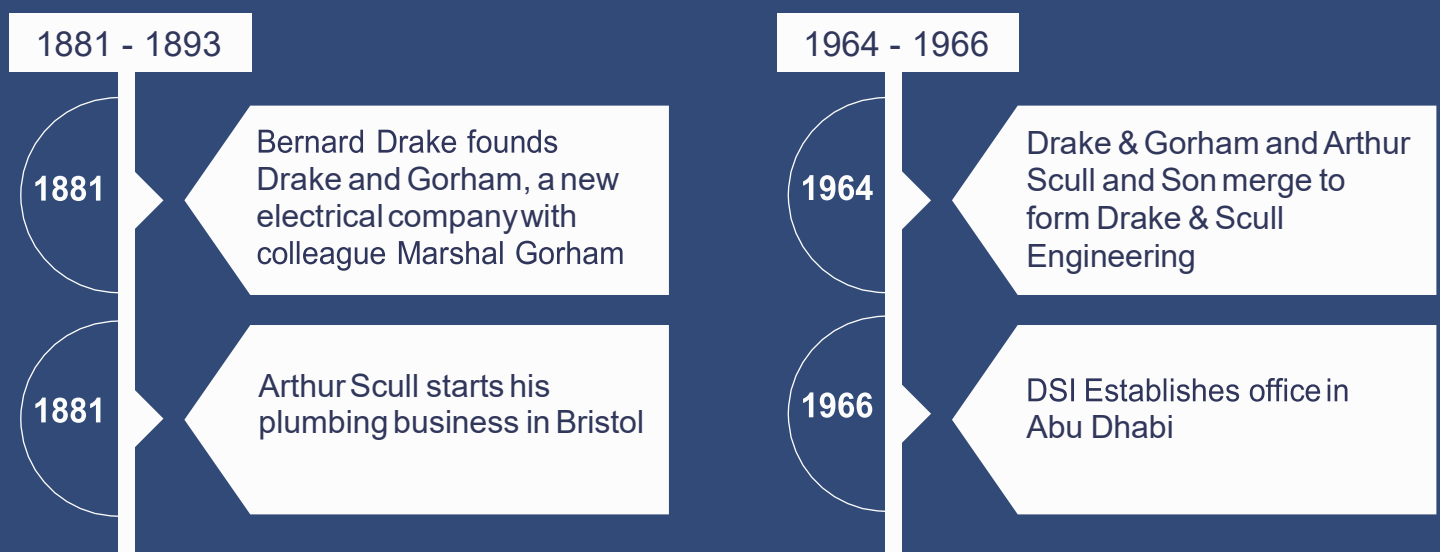 1881 - 1893
1881
Bernard Drake founds
Drake and Gorham, a new
electrical company with
colleague Marshal Gorham
1881
Arthur Scull starts his
plumbing business in Bristol
1964 - 1966
1964
Drake & Gorham and Arthur
Scull and Son merge to
form Drake & Scull
Engineering
1966
DSI Establishes office in
Abu Dhabi